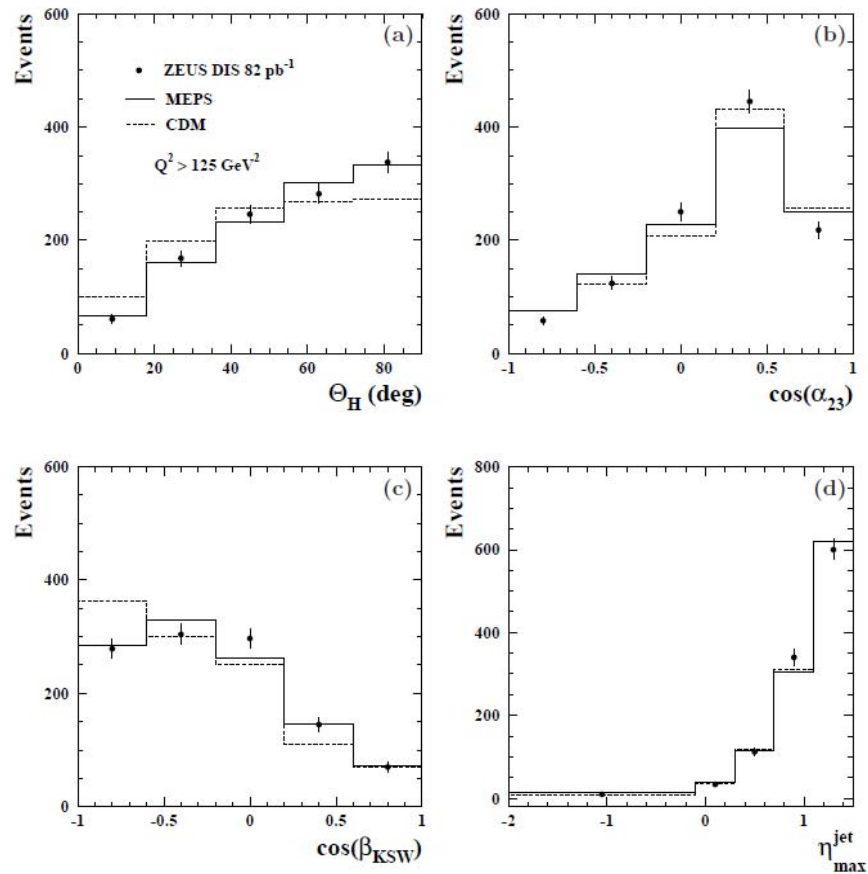 Events
600
400
200
0
(a)
ZEUS DIS 82 pb⁻¹
MEPS
CDM
Q² > 125 GeV²
0 20 40 60 80
Θ_H (deg)
Events
600
400
200
0
(b)
-1 -0.5 0 0.5 1
cos(α₂₃)
Events
600
400
200
0
(c)
-1 -0.5 0 0.5 1
cos(β_KSW)
Events
800
600
400
200
0
(d)
-2 -1 0 1
η^jet_max